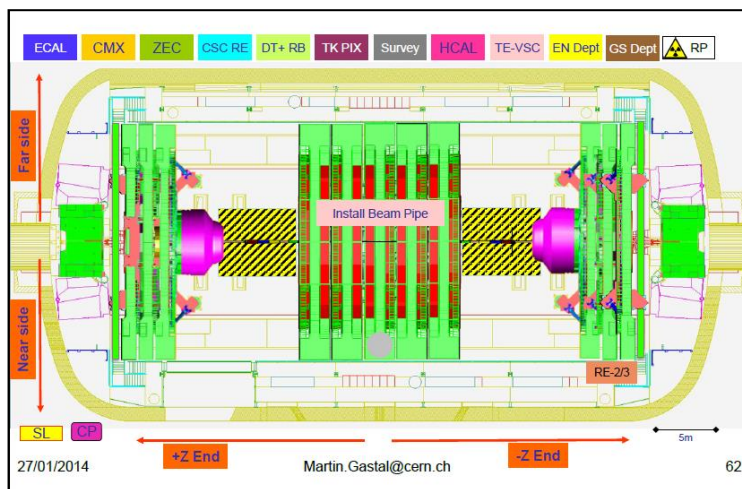 ECAL CMX ZEC CSC RE DT+ RB TK PIX Survey HCAL TE-VSC EN Dept GS Dept RP
Far side
Install Beam Pipe
Near side
RE-2/3
SL CP
+Z End -Z End
5m
27/01/2014 Martin.Gastal@cern.ch 62